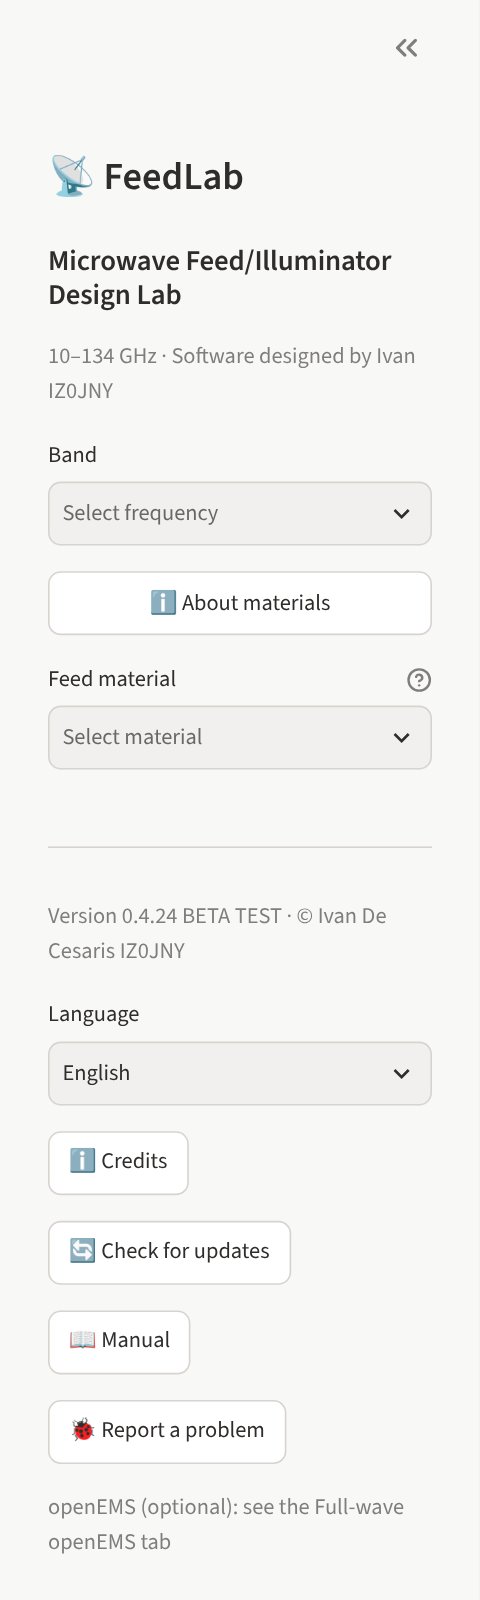 FeedLab
Microwave Feed/Illuminator
Design Lab
10–134 GHz · Software designed by Ivan
IZ0JNY
Band
Select frequency
About materials
Feed material
Select material
Version 0.4.24 BETA TEST · © Ivan De
Cesaris IZ0JNY
Language
English
Credits
Check for updates
Manual
Report a problem
openEMS (optional): see the Full-wave
openEMS tab